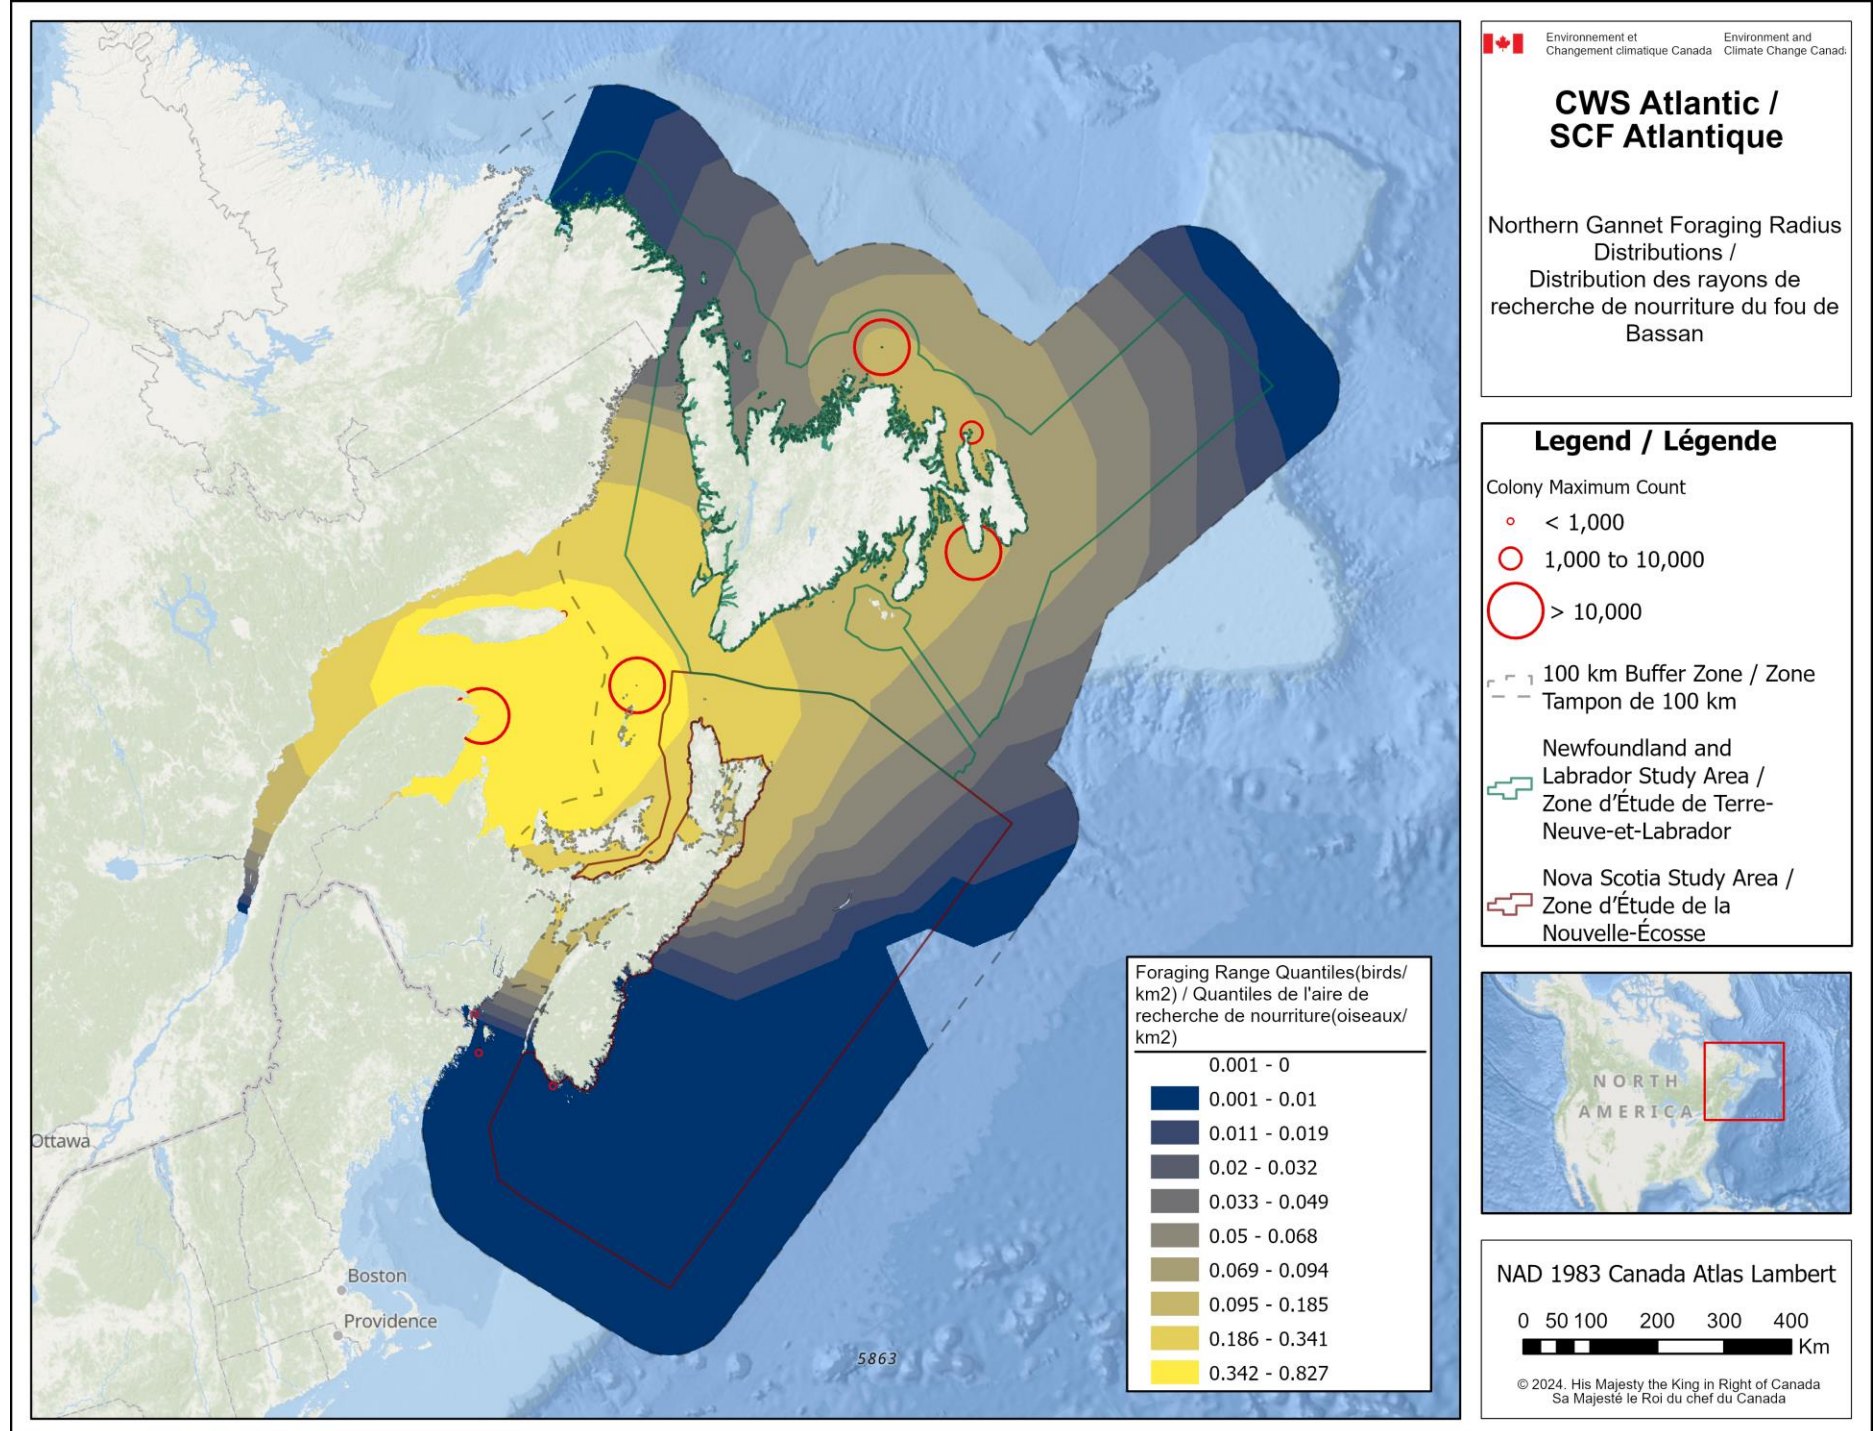 Environnement et
Changement climatique Canada
Environment and
Climate Change Canada
CWS Atlantic /
SCF Atlantique
Northern Gannet Foraging Radius
Distributions /
Distribution des rayons de
recherche de nourriture du fou de
Bassan
Legend / Légende
Colony Maximum Count
< 1,000
1,000 to 10,000
> 10,000
100 km Buffer Zone / Zone
Tampon de 100 km
Newfoundland and
Labrador Study Area /
Zone d'Étude de Terre-
Neuve-et-Labrador
Nova Scotia Study Area /
Zone d'Étude de la
Nouvelle-Écosse
Foraging Range Quantiles(birds/
km2) / Quantiles de l'aire de
recherche de nourriture(oiseaux/
km2)
0.001 - 0
0.001 - 0.01
0.011 - 0.019
0.02 - 0.032
0.033 - 0.049
0.05 - 0.068
0.069 - 0.094
0.095 - 0.185
0.186 - 0.341
0.342 - 0.827
Ottawa
Boston
Providence
5863
NORTH
AMERICA
NAD 1983 Canada Atlas Lambert
0 50 100 200 300 400
Km
© 2024. His Majesty the King in Right of Canada
Sa Majesté le Roi du chef du Canada